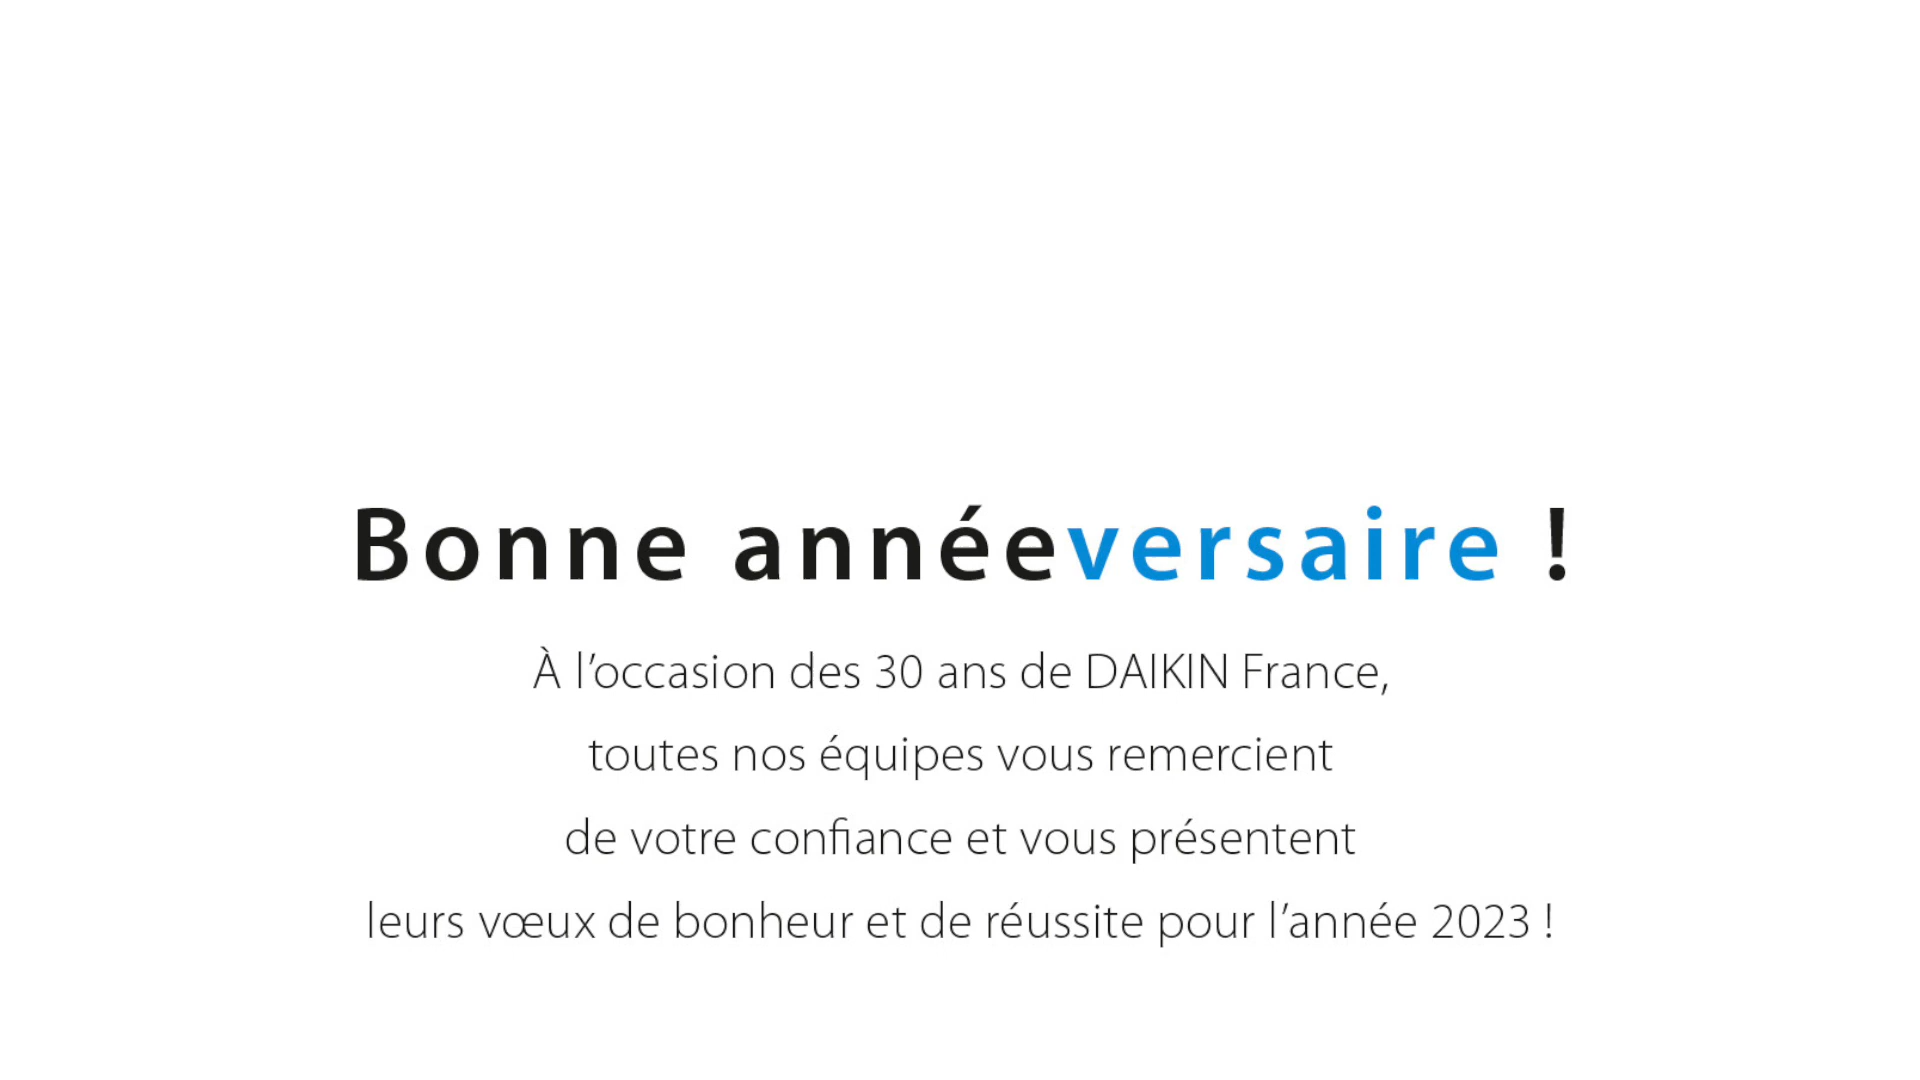 Bonne annéeversaire !
À l’occasion des 30 ans de DAIKIN France,
toutes nos équipes vous remercient
de votre confiance et vous présentent
leurs vœux de bonheur et de réussite pour l’année 2023 !